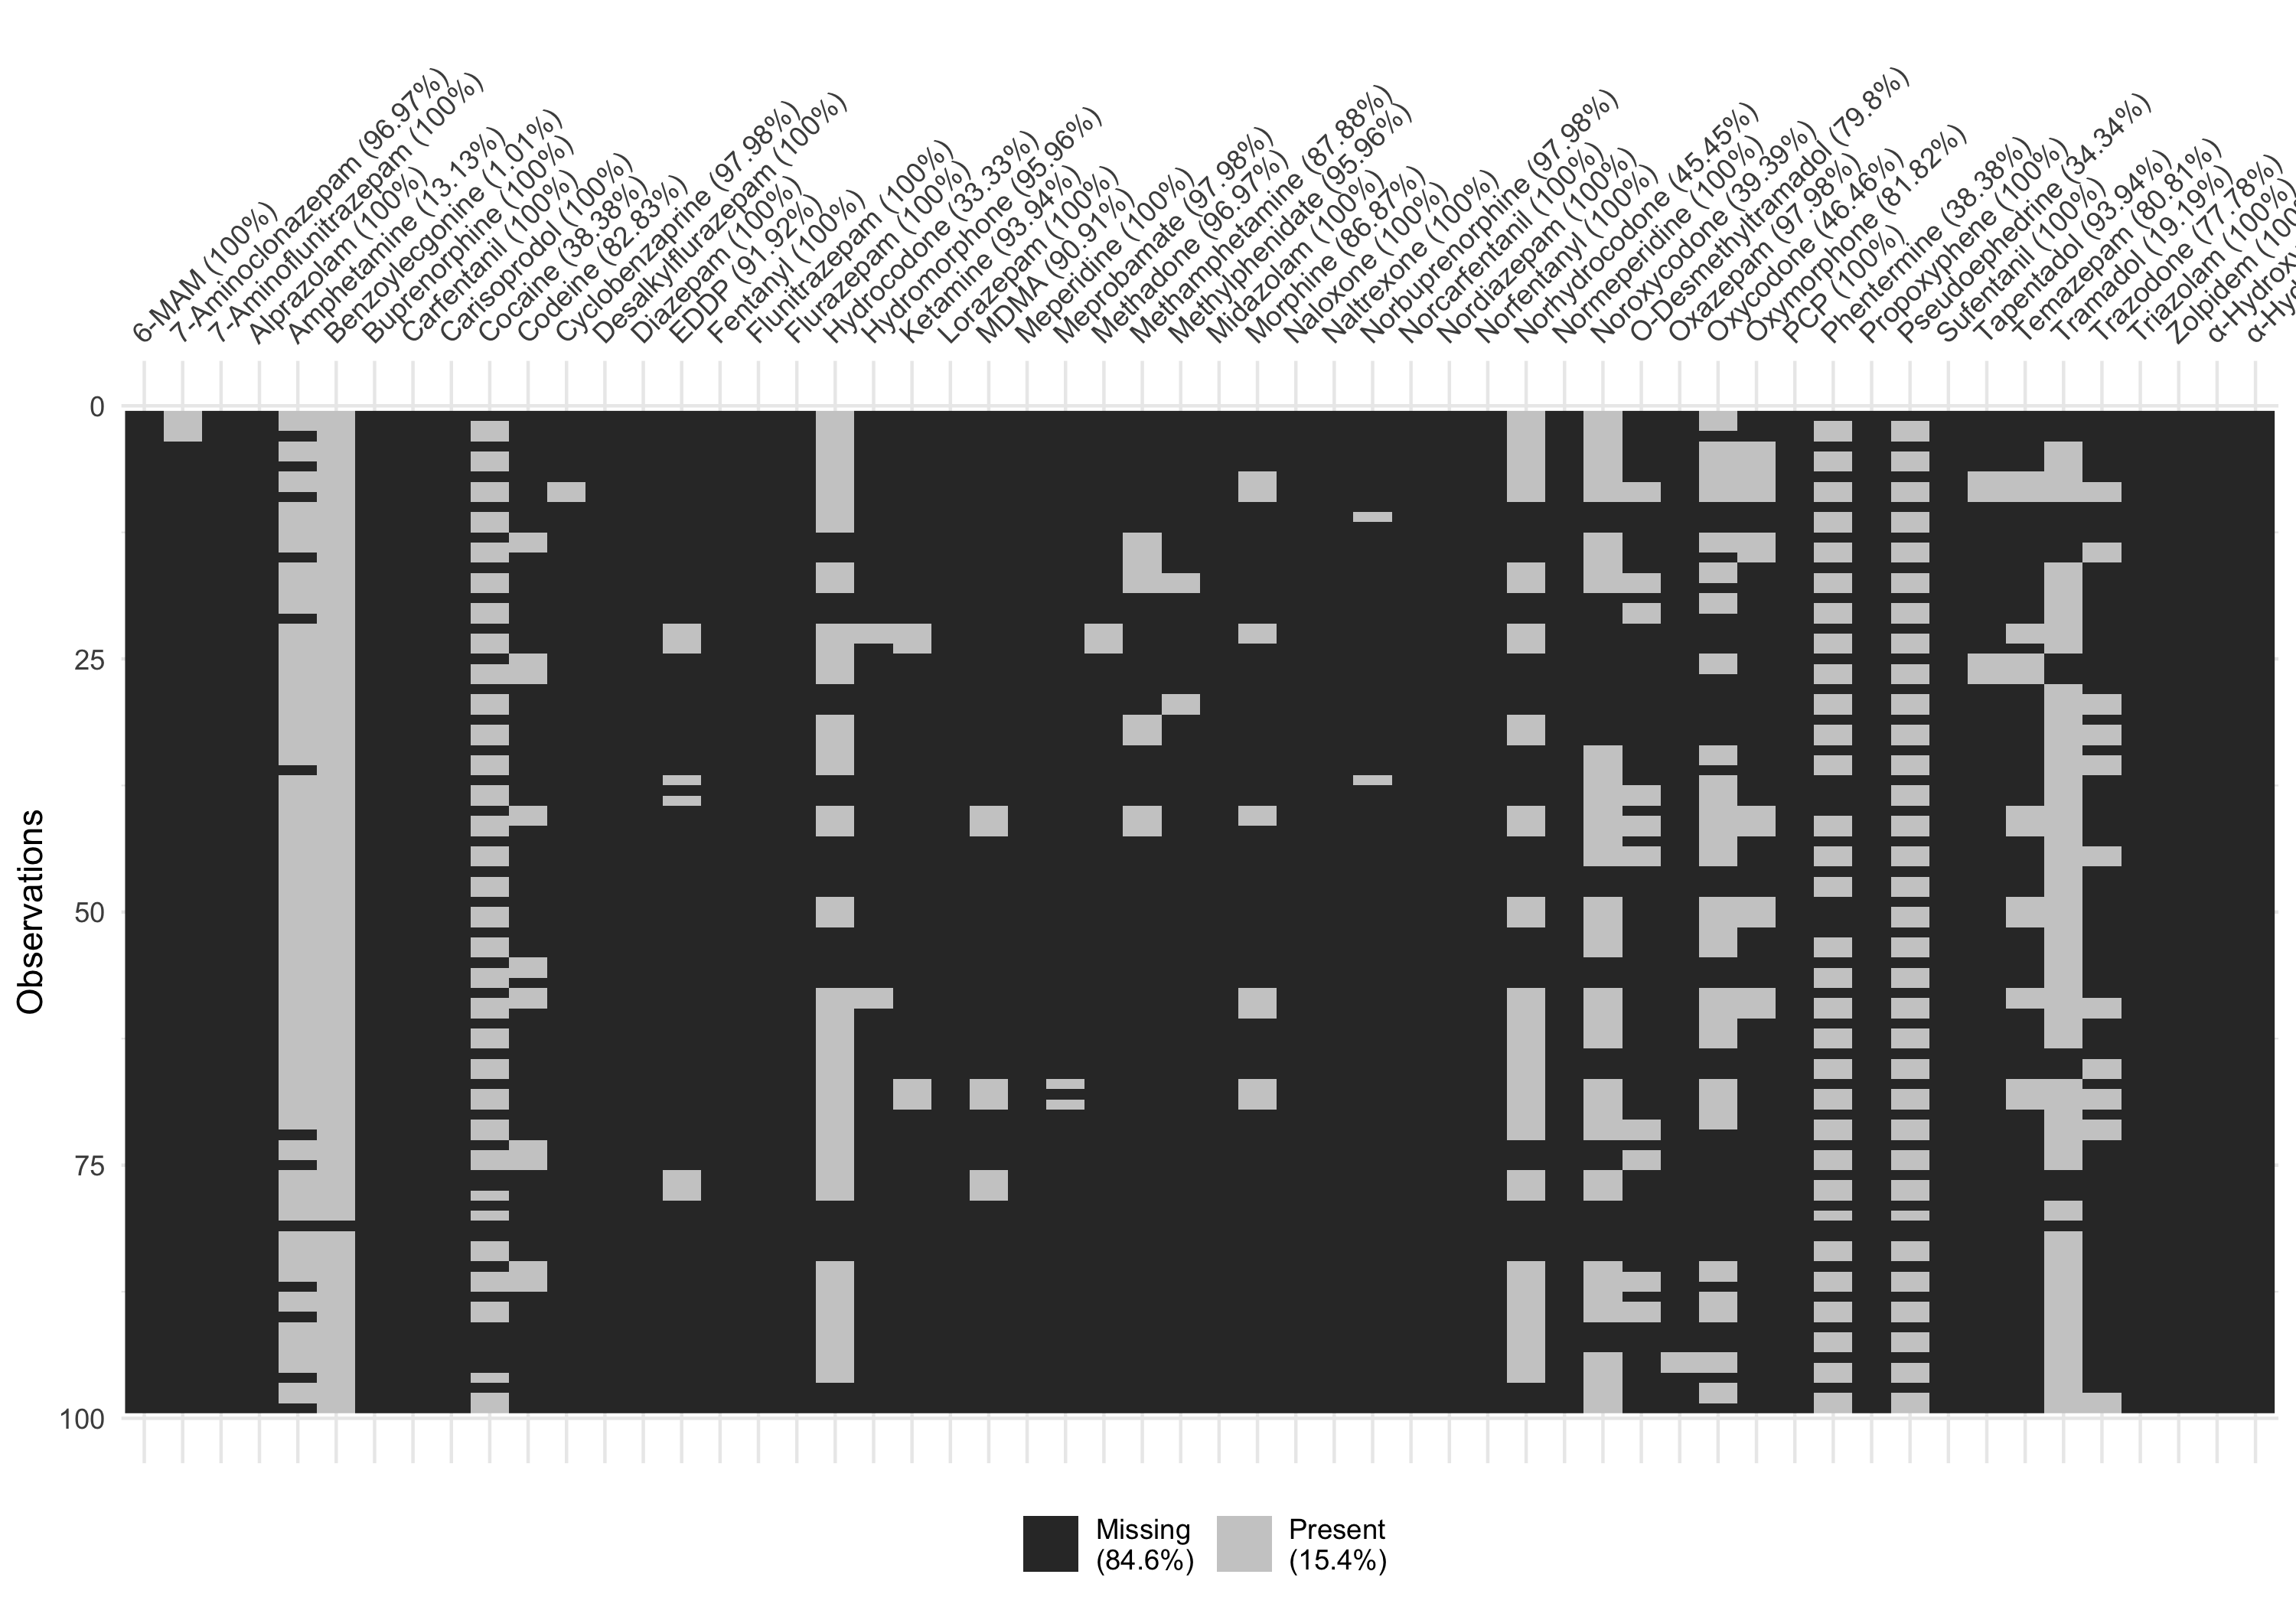 6-MAM (100%)
7-Aminoclonazepam (96.97%)
7-Aminoflunitrazepam (100%)
Alprazolam (100%)
Amphetamine (13.13%)
Benzoylecgonine (1.01%)
Buprenorphine (100%)
Carfentanil (100%)
Carisoprodol (100%)
Cocaine (38.38%)
Codeine (82.83%)
Cyclobenzaprine (97.98%)
Desalkylflurazepam (100%)
Diazepam (100%)
EDDP (91.92%)
Fentanyl (100%)
Flunitrazepam (100%)
Flurazepam (100%)
Hydrocodone (33.33%)
Hydromorphone (95.96%)
Ketamine (93.94%)
Lorazepam (100%)
MDMA (90.91%)
Meperidine (100%)
Meprobamate (97.98%)
Methadone (96.97%)
Methamphetamine (87.88%)
Methylphenidate (95.96%)
Midazolam (100%)
Morphine (86.87%)
Naloxone (100%)
Naltrexone (100%)
Norbuprenorphine (97.98%)
Norcarfentanil (100%)
Nordiazepam (100%)
Norfentanyl (100%)
Norhydrocodone (45.45%)
Normeperidine (100%)
Noroxycodone (39.39%)
O-Desmethyltramadol (79.8%)
Oxazepam (97.98%)
Oxycodone (46.46%)
Oxymorphone (81.82%)
PCP (100%)
Phentermine (38.38%)
Propoxyphene (100%)
Pseudoephedrine (34.34%)
Sufentanil (100%)
Tapentadol (93.94%)
Temazepam (80.81%)
Tramadol (19.19%)
Trazodone (77.78%)
Triazolam (100%
Zolpidem
0
25
50
75
100
Observations
Missing
(84.6%)
Present
(15.4%)